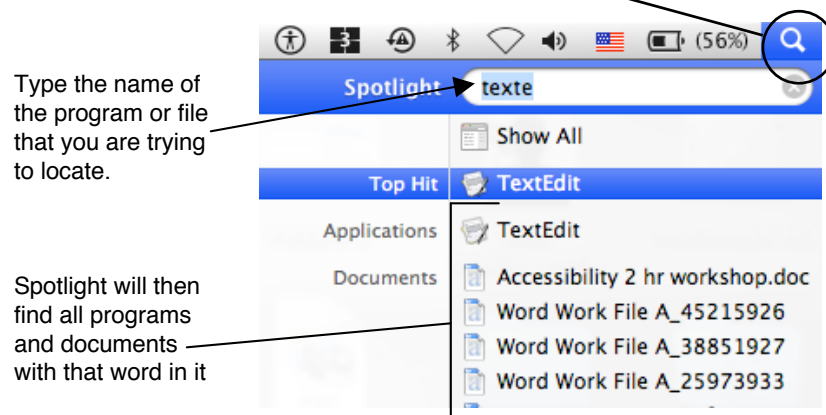 3 (56%)
Type the name of
the program or file
that you are trying
to locate.
Spotlight texte
Show All
Top Hit TextEdit
Applications TextEdit
Documents Accessibility 2 hr workshop.doc
Word Work File A_45215926
Word Work File A_38851927
Word Work File A_25973933
Spotlight will then
find all programs
and documents
with that word in it